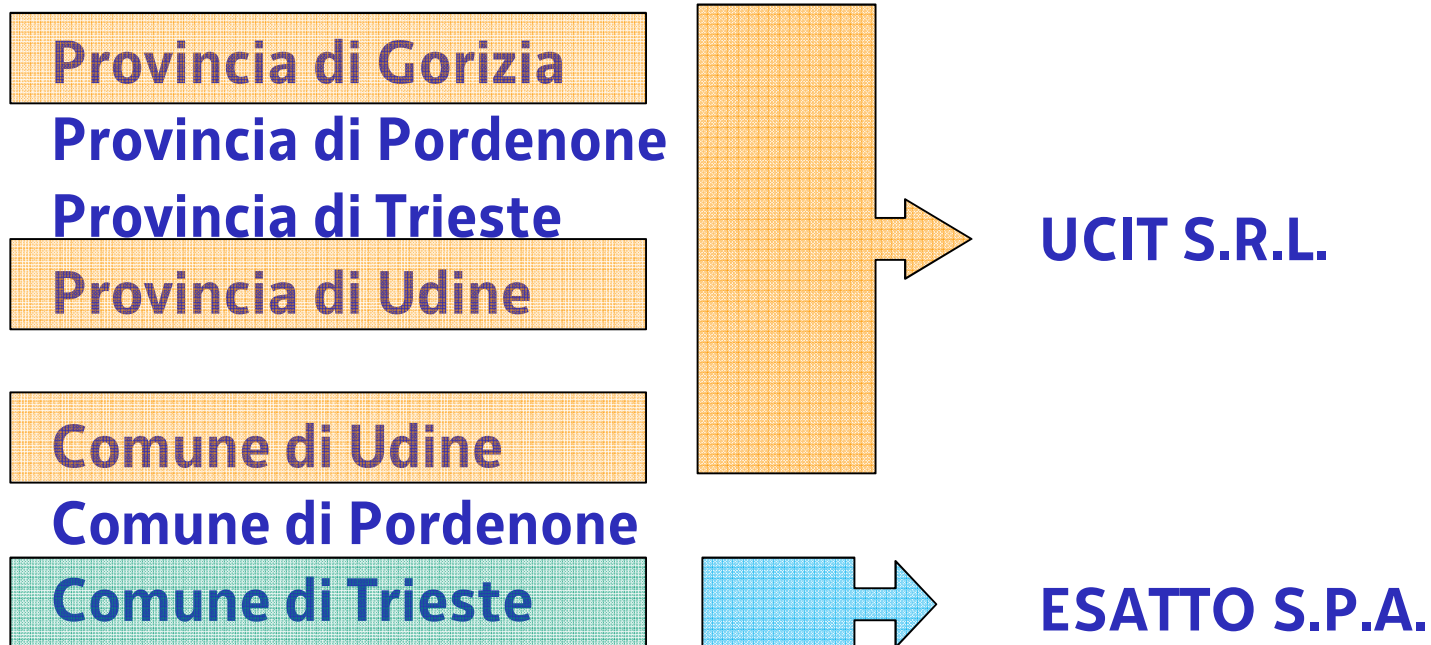 Provincia di Gorizia
Provincia di Pordenone
Provincia di Trieste
Provincia di Udine
UCIT S.R.L.
Comune di Udine
Comune di Pordenone
Comune di Trieste
ESATTO S.P.A.